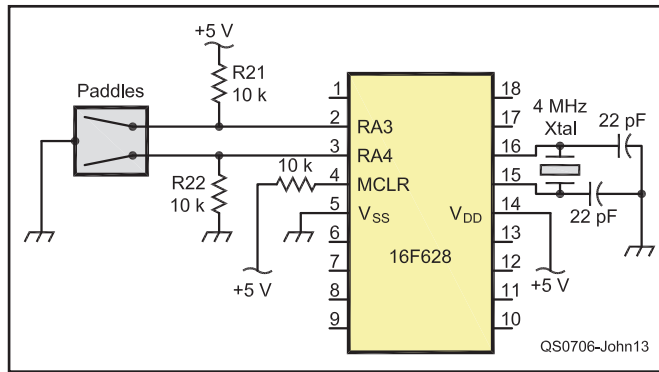 +5 V
Paddles
R21
10 k
R22
10 k
10 k
+5 V
1
2
3
4
5
6
7
8
9
RA3
RA4
MCLR
VSS
VDD
16F628
18
17
16
15
14
13
12
11
10
4 MHz
Xtal
22 pF
22 pF
+5 V
QS0706-John13